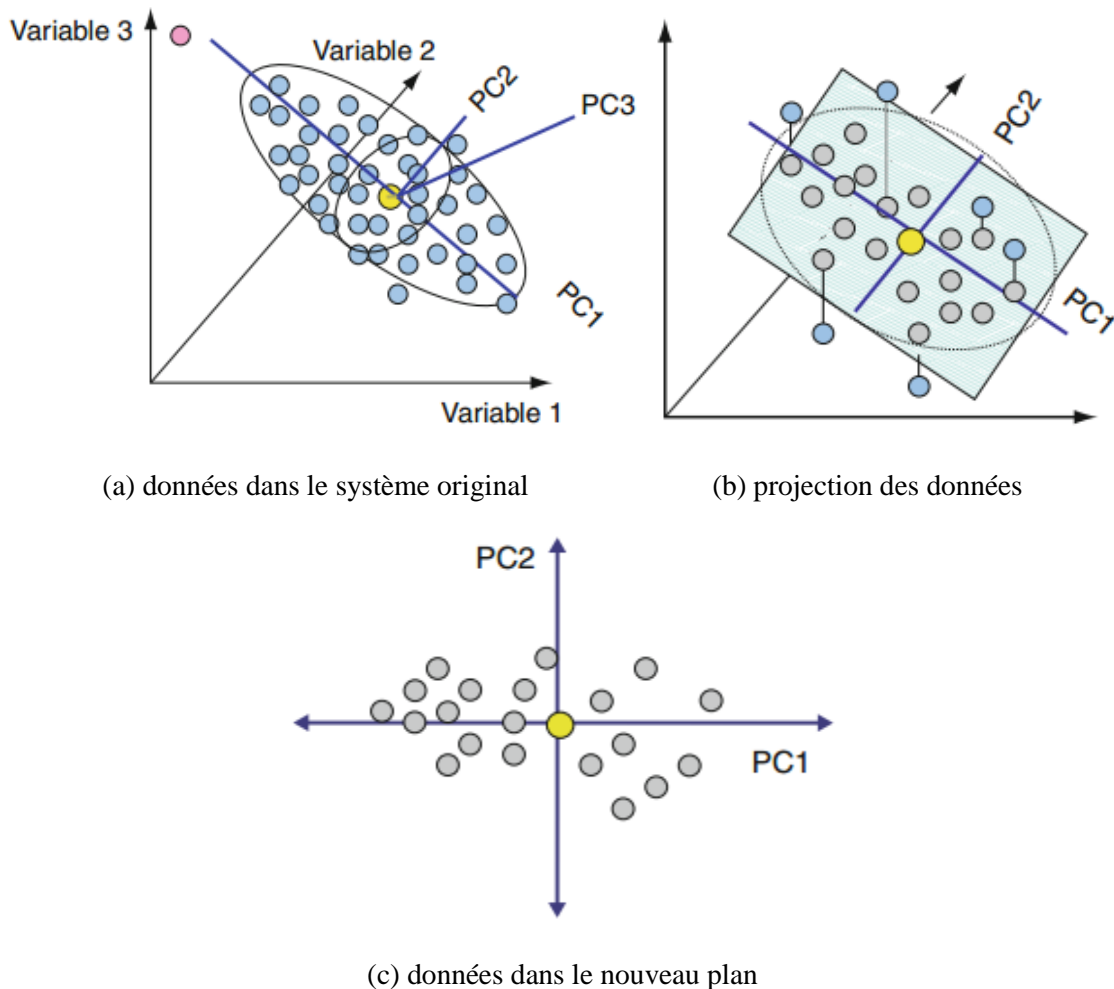 Variable 3
Variable 2
PC2
PC3
PC1
Variable 1
PC2
PC1
(a) données dans le système original
(b) projection des données
PC2
PC1
(c) données dans le nouveau plan